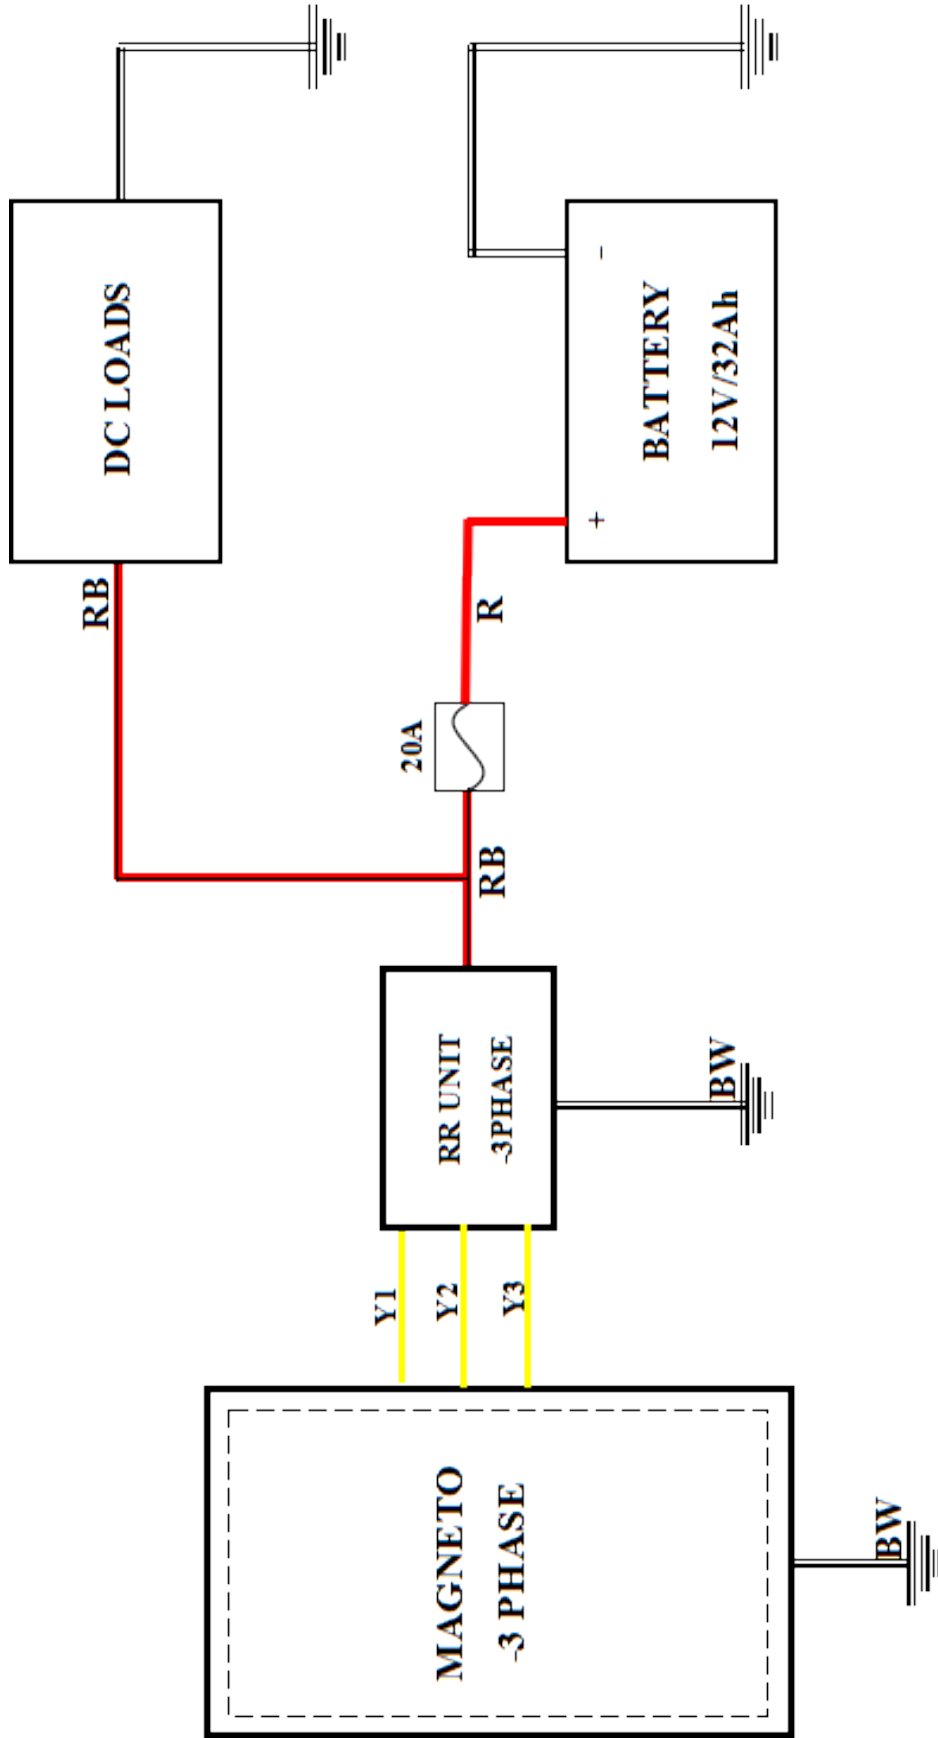 MAGNETO
-3 PHASE
BW
Y1
Y2
Y3
RR UNIT
-3PHASE
BW
RB
20A
R
RB
DC LOADS
+
-
BATTERY
12V/32Ah